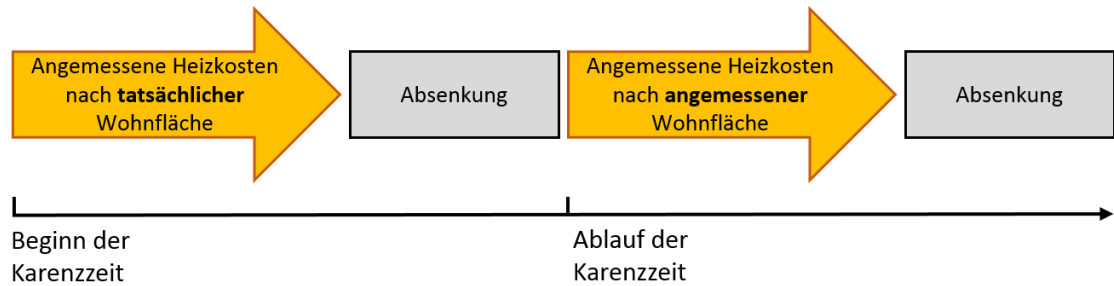 Angemessene Heizkosten
nach tatsächlicher
Wohnfläche
Absenkung
Angemessene Heizkosten
nach angemessener
Wohnfläche
Absenkung
Beginn der
Karenzzeit
Ablauf der
Karenzzeit